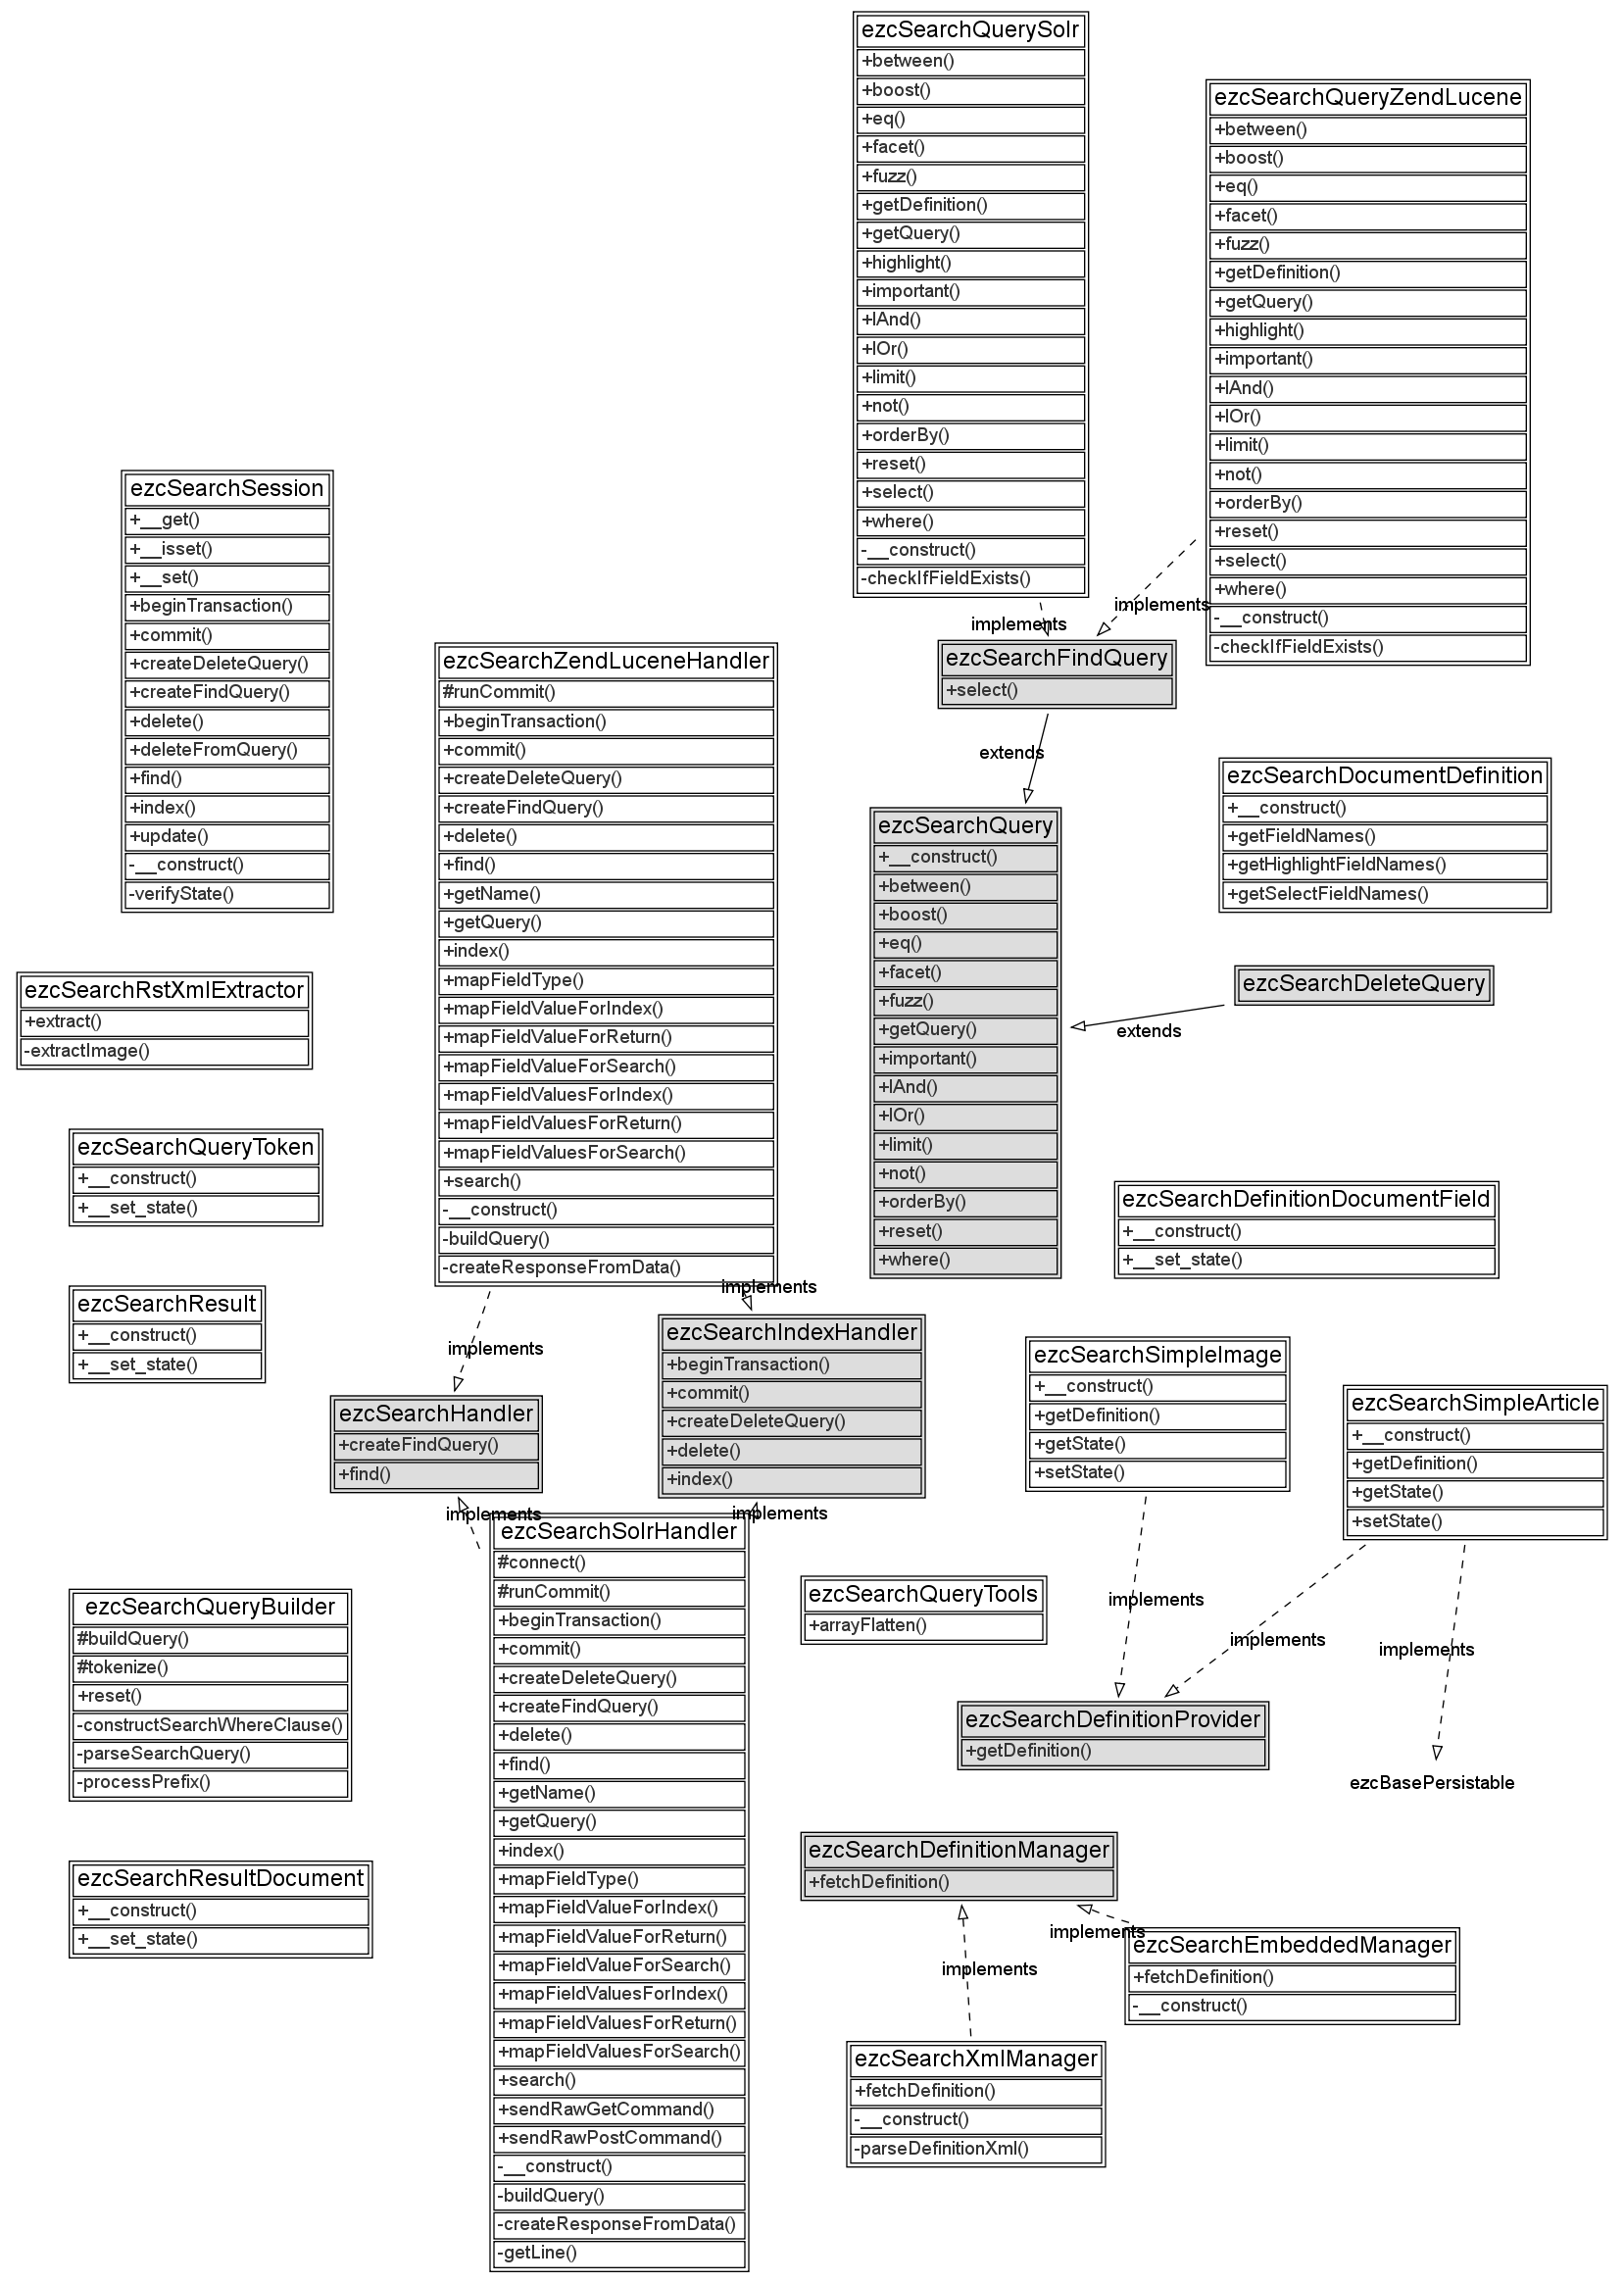 ezcSearchQuerySolr
+between()
+boost()
+eq()
+facet()
+fuzz()
+getDefinition()
+getQuery()
+highlight()
+important()
+lAnd()
+lOr()
+limit()
+not()
+orderBy()
+reset()
+select()
+where()
-__construct()
-checkIfFieldExists()
implements
ezcSearchQueryZendLucene
+between()
+boost()
+eq()
+facet()
+fuzz()
+getDefinition()
+getQuery()
+highlight()
+important()
+lAnd()
+lOr()
+limit()
+not()
+orderBy()
+reset()
+select()
+where()
-__construct()
-checkIfFieldExists()
implements
ezcSearchSession
+__get()
+__isset()
+__set()
+beginTransaction()
+commit()
+createDeleteQuery()
+createFindQuery()
+delete()
+deleteFromQuery()
+find()
+index()
+update()
-__construct()
-verifyState()
ezcSearchZendLuceneHandler
#runCommit()
+beginTransaction()
+commit()
+createDeleteQuery()
+createFindQuery()
+delete()
+find()
+getName()
+getQuery()
+index()
+mapFieldType()
+mapFieldValueForIndex()
+mapFieldValueForReturn()
+mapFieldValueForSearch()
+mapFieldValuesForIndex()
+mapFieldValuesForReturn()
+mapFieldValuesForSearch()
+search()
-__construct()
-buildQuery()
-createResponseFromData()
implements
implements
ezcSearchFindQuery
+select()
extends
ezcSearchQuery
+__construct()
+between()
+boost()
+eq()
+facet()
+fuzz()
+getQuery()
+important()
+lAnd()
+lOr()
+limit()
+not()
+orderBy()
+reset()
+where()
ezcSearchDocumentDefinition
+__construct()
+getFieldNames()
+getHighlightFieldNames()
+getSelectFieldNames()
ezcSearchDeleteQuery
extends
ezcSearchRstXmlExtractor
+extract()
-extractImage()
ezcSearchQueryToken
+__construct()
+__set_state()
ezcSearchDefinitionDocumentField
+__construct()
+__set_state()
ezcSearchResult
+__construct()
+__set_state()
ezcSearchHandler
+createFindQuery()
+find()
implements
ezcSearchIndexHandler
+beginTransaction()
+commit()
+createDeleteQuery()
+delete()
+index()
implements
ezcSearchSimpleImage
+__construct()
+getDefinition()
+getState()
+setState()
implements
ezcSearchSimpleArticle
+__construct()
+getDefinition()
+getState()
+setState()
implements
implements
ezcSearchSolrHandler
#connect()
#runCommit()
+beginTransaction()
+commit()
+createDeleteQuery()
+createFindQuery()
+delete()
+find()
+getName()
+getQuery()
+index()
+mapFieldType()
+mapFieldValueForIndex()
+mapFieldValueForReturn()
+mapFieldValueForSearch()
+mapFieldValuesForIndex()
+mapFieldValuesForReturn()
+mapFieldValuesForSearch()
+search()
+sendRawGetCommand()
+sendRawPostCommand()
-__construct()
-buildQuery()
-createResponseFromData()
-getLine()
ezcSearchQueryTools
+arrayFlatten()
ezcSearchQueryBuilder
#buildQuery()
#tokenize()
+reset()
-constructSearchWhereClause()
-parseSearchQuery()
-processPrefix()
ezcSearchDefinitionProvider
+getDefinition()
ezcBasePersistable
ezcSearchResultDocument
+__construct()
+__set_state()
ezcSearchDefinitionManager
+fetchDefinition()
implements
implements
ezcSearchEmbeddedManager
+fetchDefinition()
-__construct()
ezcSearchXmlManager
+fetchDefinition()
-__construct()
-parseDefinitionXml()